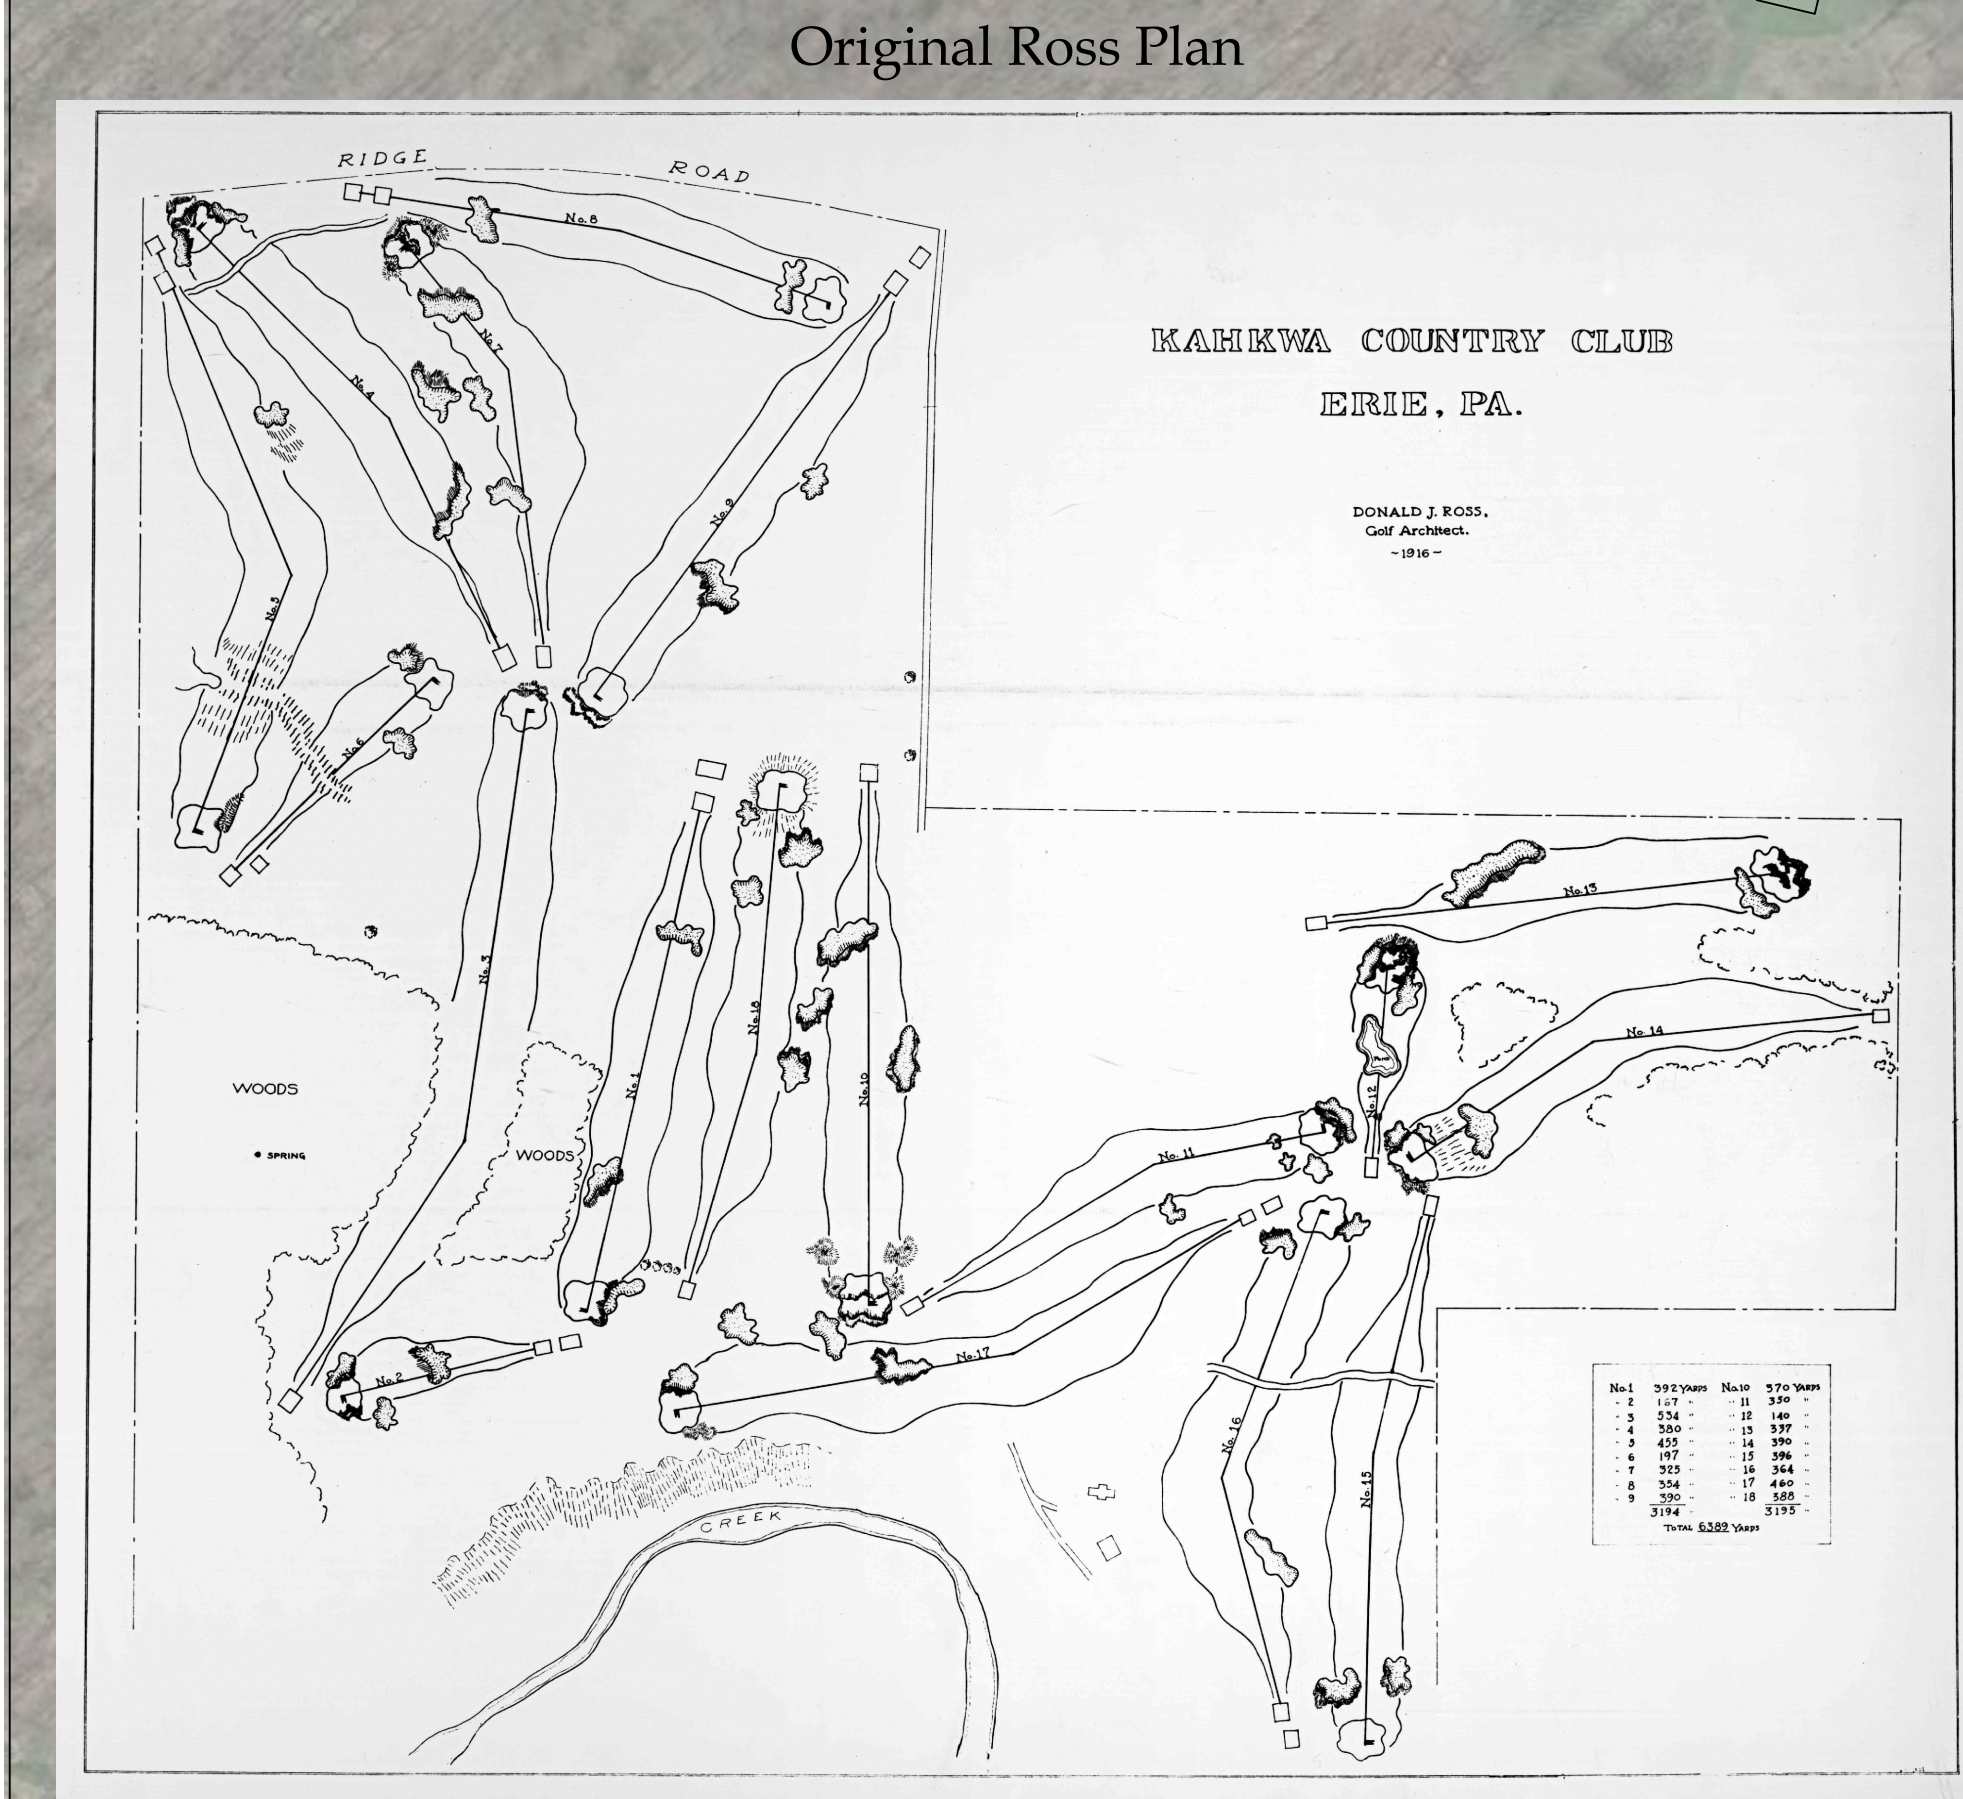 Original Ross Plan
RIDGE ROAD
No.8
No.7
No.4
KAHKWA COUNTRY CLUB
ERIE, PA.
DONALD J. ROSS,
Golf Architect.
~1916~
No.9
No.5
No.6
No.3
No.13
No.18
No.14
No.1
No.10
POND
No.12
WOODS
SPRING
WOODS
No.11
No.17
No.2
No.16
No.15
CREEK
No.1 392 YARDS No.10 370 YARDS
" 2 167 " " 11 350 "
" 3 534 " " 12 140 "
" 4 380 " " 13 337 "
" 5 455 " " 14 390 "
" 6 197 " " 15 396 "
" 7 325 " " 16 364 "
" 8 354 " " 17 460 "
" 9 390 " " 18 388 "
3194 " 3195 "
TOTAL 6389 YARDS